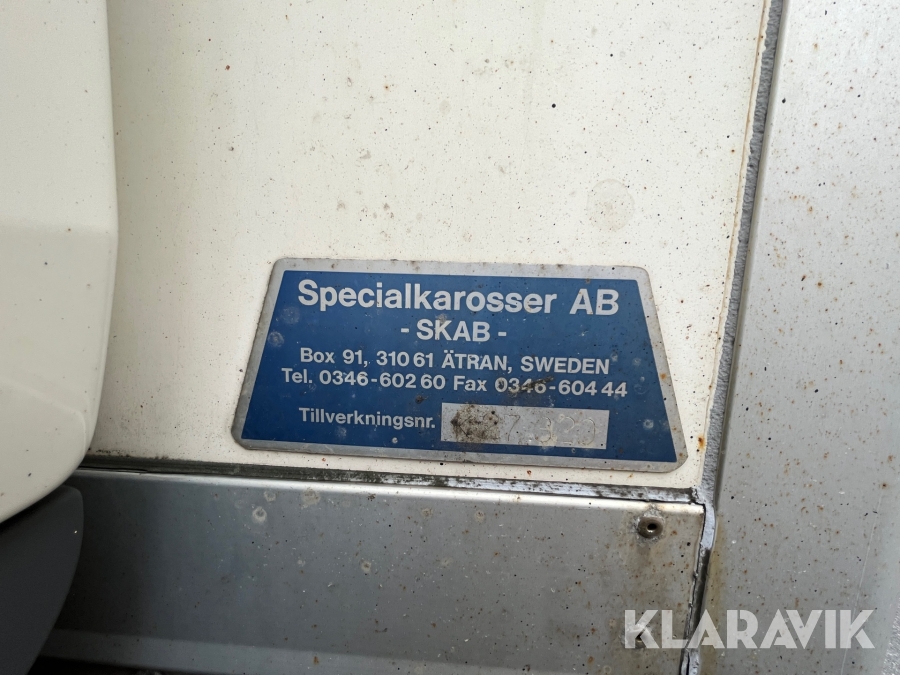 Specialkarosser AB
- SKAB -
Box 91, 310 61 ÄTRAN, SWEDEN
Tel. 0346-602 60 Fax 0346-604 44
Tillverkningsnr.
KLARAVIK